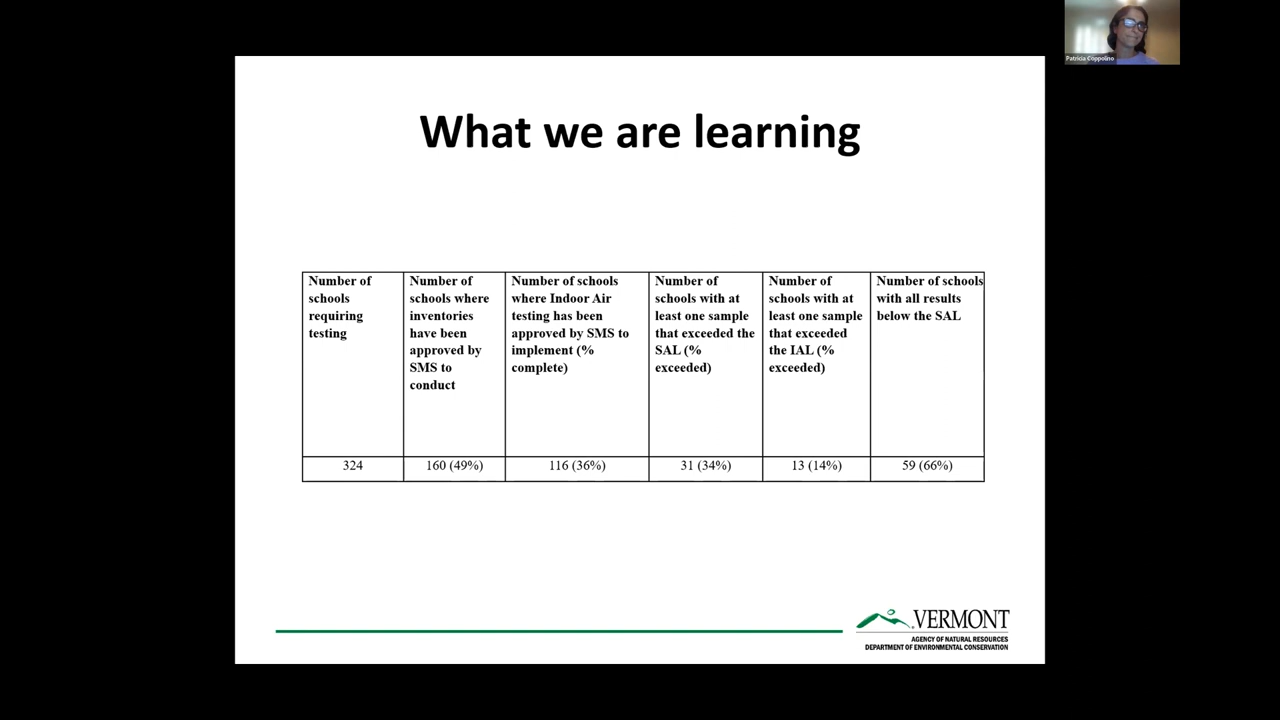 Patricia Coppolino
What we are learning
Number of
schools
requiring
testing
Number of
schools where
inventories
have been
approved by
SMS to
conduct
Number of schools
where Indoor Air
testing has been
approved by SMS to
implement (%
complete)
Number of
schools with at
least one sample
that exceeded the
SAL (%
exceeded)
Number of
schools with at
least one sample
that exceeded
the IAL (%
exceeded)
Number of schools
with all results
below the SAL
324
160 (49%)
116 (36%)
31 (34%)
13 (14%)
59 (66%)
VERMONT
AGENCY OF NATURAL RESOURCES
DEPARTMENT OF ENVIRONMENTAL CONSERVATION